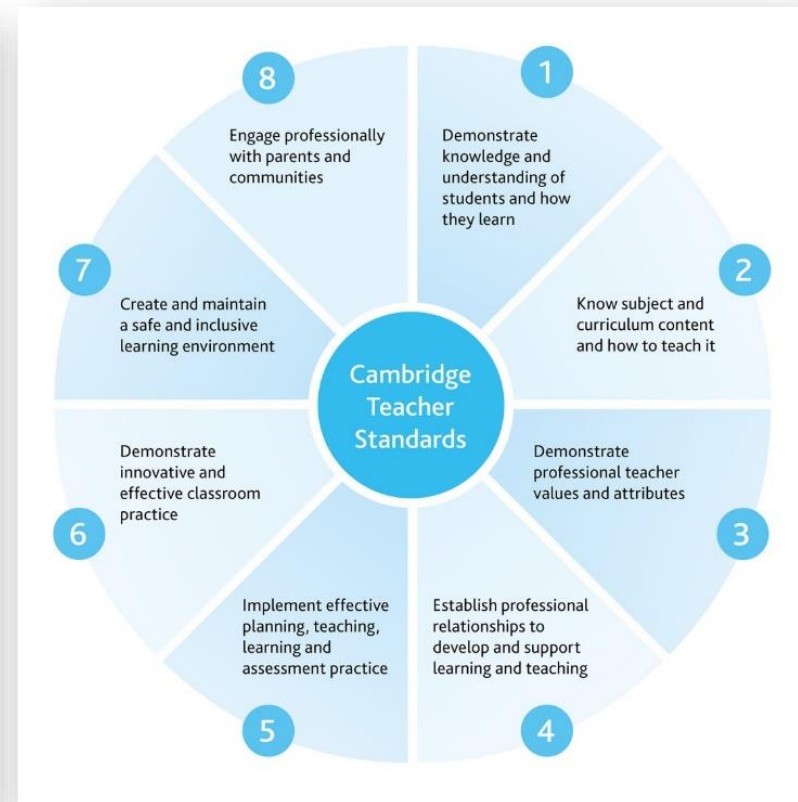 Cambridge
Teacher
Standards
1
Demonstrate
knowledge and
understanding of
students and how
they learn
2
Know subject and
curriculum content
and how to teach it
3
Demonstrate
professional teacher
values and attributes
4
Establish professional
relationships to
develop and support
learning and teaching
5
Implement effective
planning, teaching,
learning and
assessment practice
6
Demonstrate
innovative and
effective classroom
practice
7
Create and maintain
a safe and inclusive
learning environment
8
Engage professionally
with parents and
communities